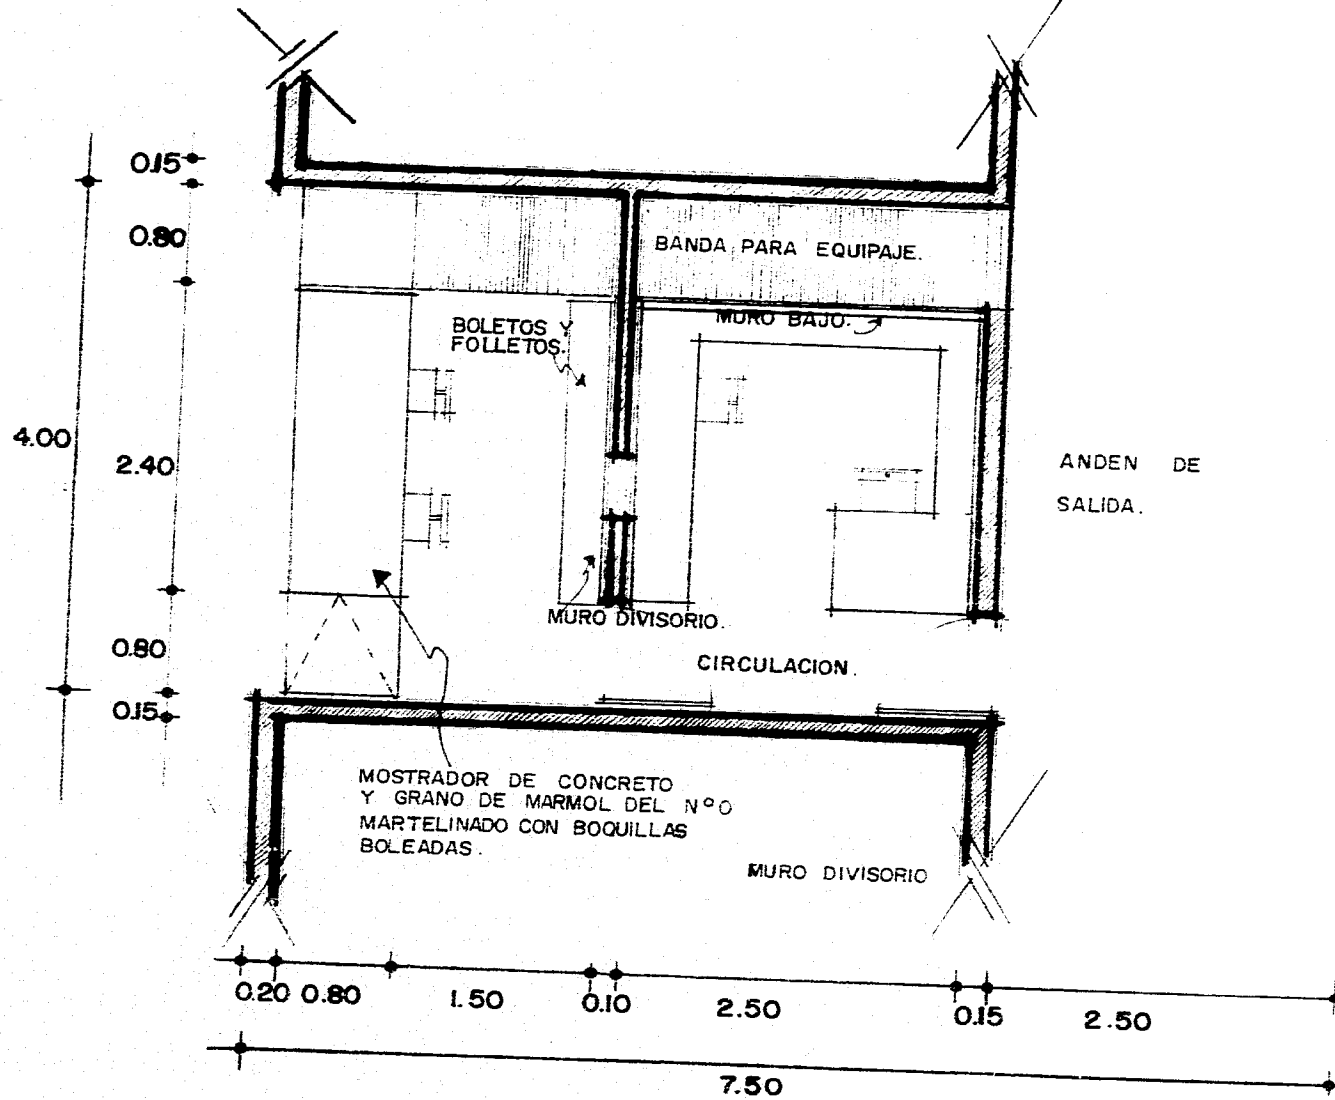 0.15
0.80
BANDA PARA EQUIPAJE.
BOLETOS Y
FOLLETOS.
MURO BAJO.
4.00
2.40
ANDEN DE
SALIDA.
MURO DIVISORIO.
0.80
CIRCULACION.
0.15
MOSTRADOR DE CONCRETO
Y GRANO DE MARMOL DEL Nº0
MARTELINADO CON BOQUILLAS
BOLEADAS.
MURO DIVISORIO
0.20 0.80 1.50 0.10 2.50 0.15 2.50
7.50